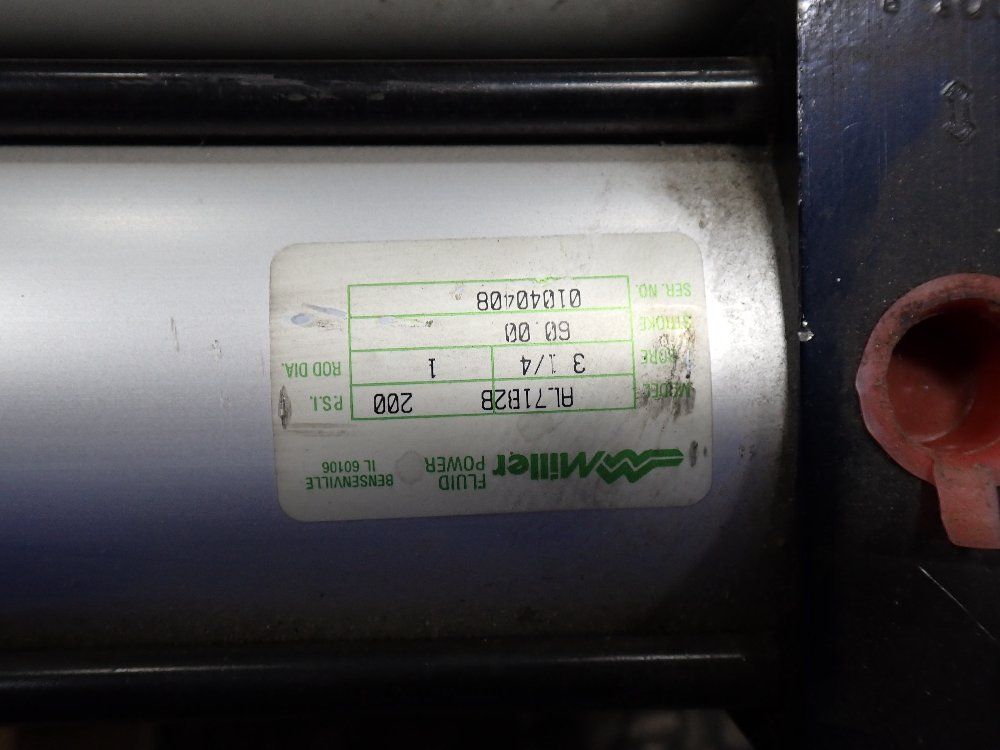 Miller FLUID POWER BENSENVILLE IL 60106
MODEL AL71B2B 200 P.S.I.
BORE 3 1/4 1 ROD DIA.
STROKE 60.00
SER. NO. 01040408